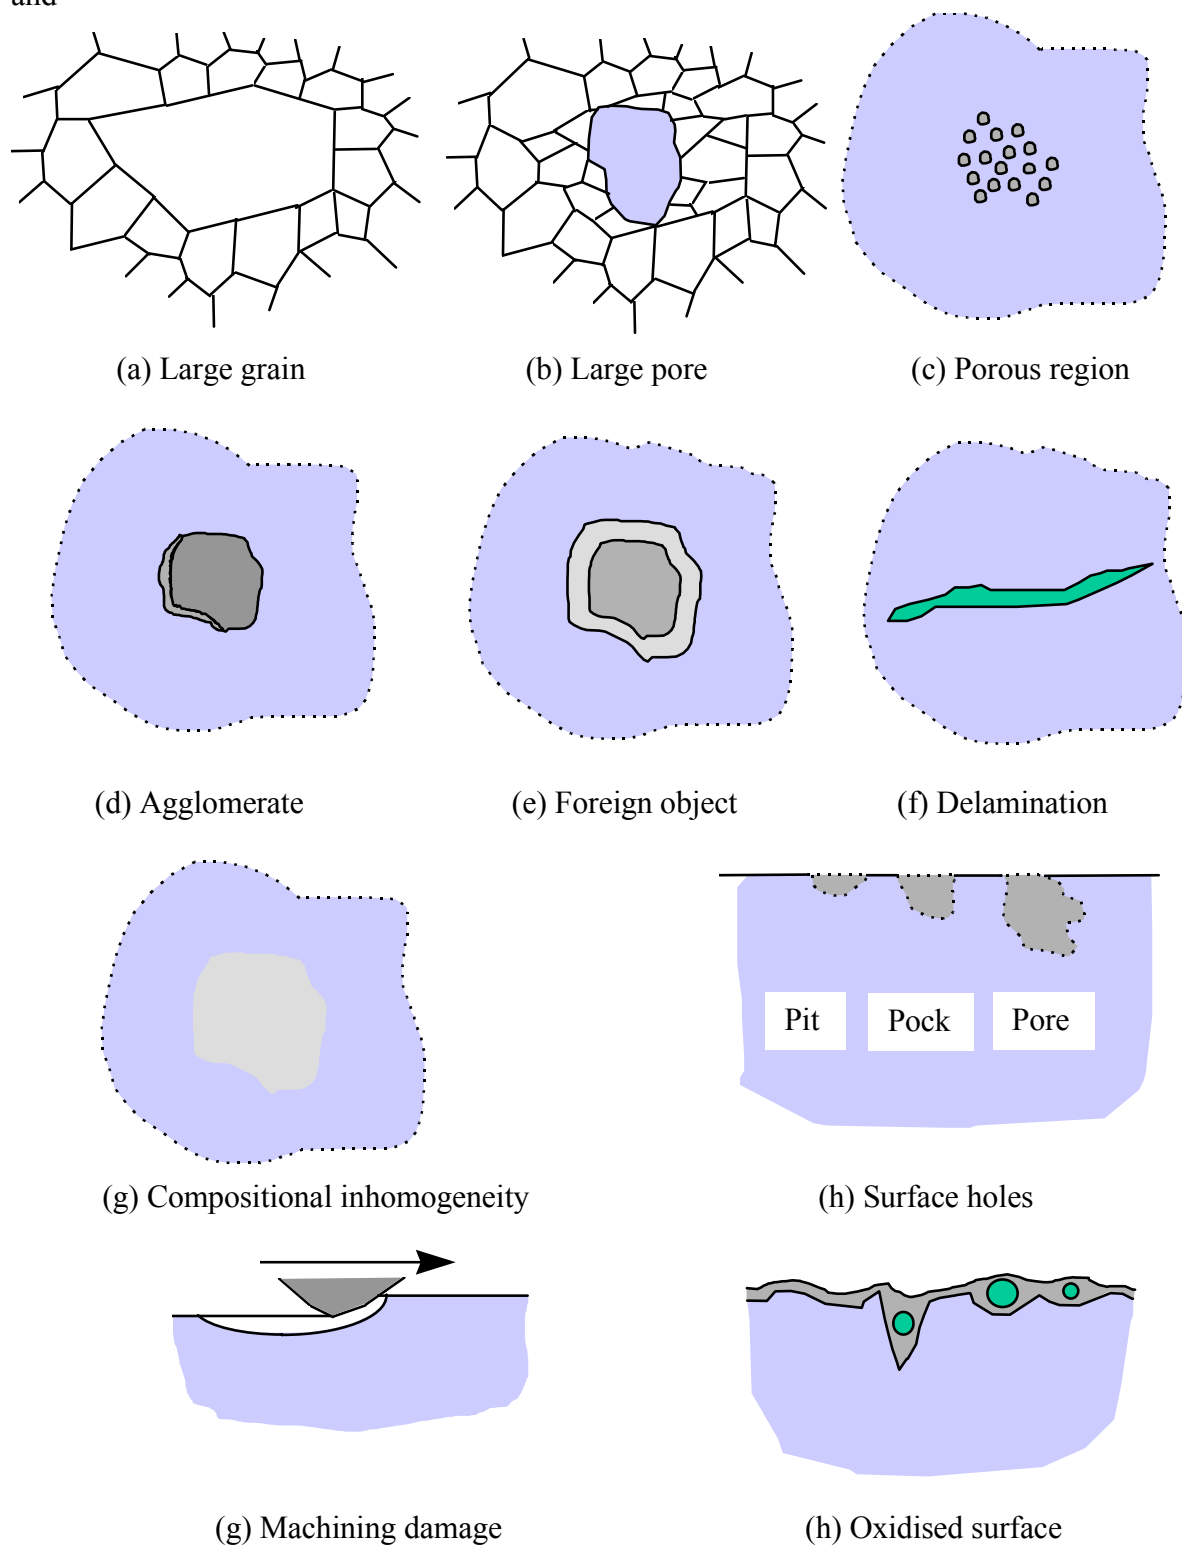 and
(a) Large grain
(b) Large pore
(c) Porous region
(d) Agglomerate
(e) Foreign object
(f) Delamination
Pit
Pock
Pore
(g) Compositional inhomogeneity
(h) Surface holes
(g) Machining damage
(h) Oxidised surface